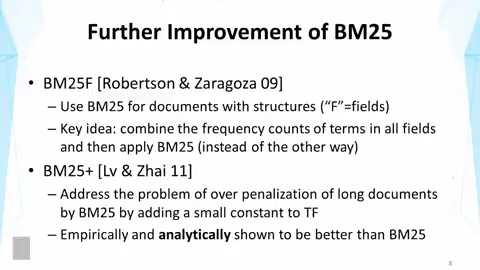 Further Improvement of BM25
• BM25F [Robertson & Zaragoza 09]
– Use BM25 for documents with structures (“F”=fields)
– Key idea: combine the frequency counts of terms in all fields
and then apply BM25 (instead of the other way)
• BM25+ [Lv & Zhai 11]
– Address the problem of over penalization of long documents
by BM25 by adding a small constant to TF
– Empirically and analytically shown to be better than BM25
8